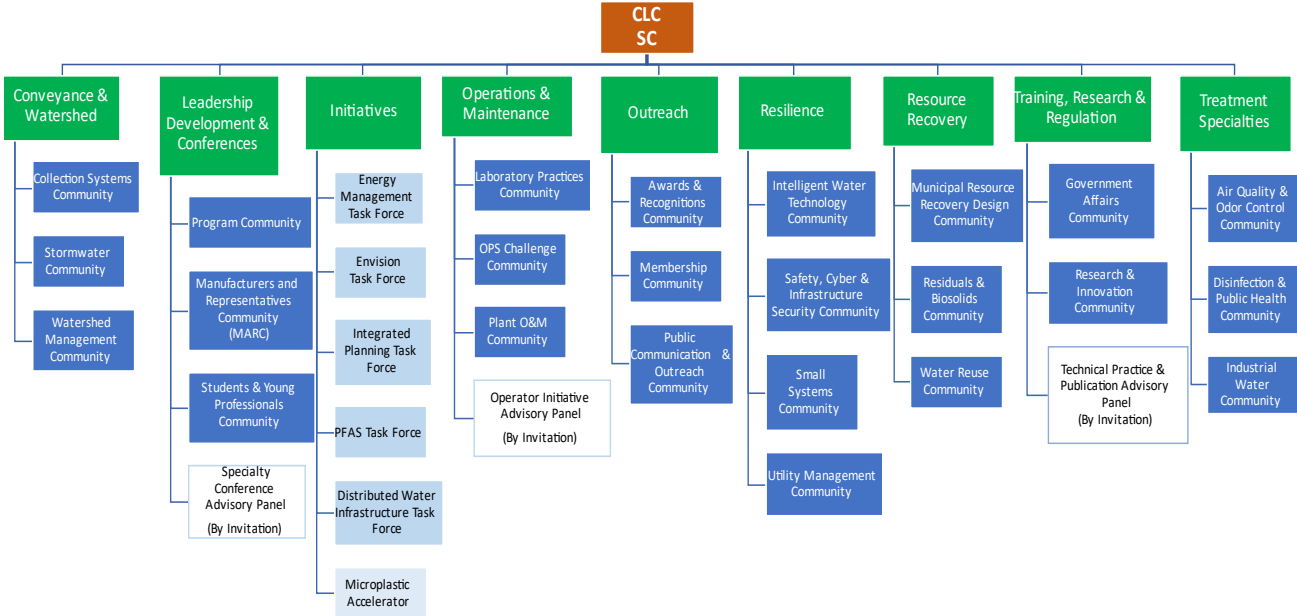 CLC
SC
Conveyance &
Watershed
Collection Systems
Community
Stormwater
Community
Watershed
Management
Community
Leadership
Development &
Conferences
Program Community
Manufacturers and
Representatives
Community
(MARC)
Students & Young
Professionals
Community
Specialty
Conference
Advisory Panel
(By Invitation)
Initiatives
Energy
Management
Task Force
Envision
Task Force
Integrated
Planning Task
Force
PFAS Task Force
Distributed Water
Infrastructure Task
Force
Microplastic
Accelerator
Operations &
Maintenance
Laboratory Practices
Community
OPS Challenge
Community
Plant O&M
Community
Operator Initiative
Advisory Panel
(By Invitation)
Outreach
Awards &
Recognitions
Community
Membership
Community
Public
Communication &
Outreach
Community
Resilience
Intelligent Water
Technology
Community
Safety, Cyber &
Infrastructure
Security Community
Small
Systems
Community
Utility Management
Community
Resource
Recovery
Municipal Resource
Recovery Design
Community
Residuals &
Biosolids
Community
Water Reuse
Community
Training, Research &
Regulation
Government
Affairs
Community
Research &
Innovation
Community
Technical Practice &
Publication Advisory
Panel
(By Invitation)
Treatment
Specialties
Air Quality &
Odor Control
Community
Disinfection &
Public Health
Community
Industrial
Water
Community